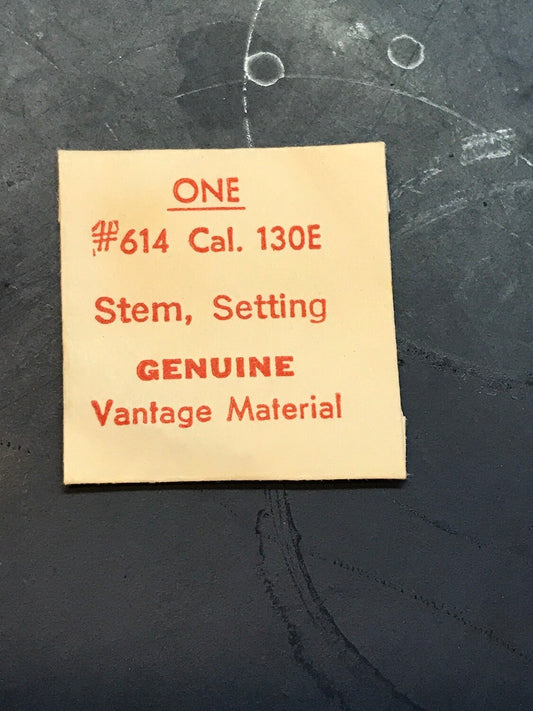 ONE
#614 Cal. 130E
Stem, Setting
GENUINE
Vantage Material